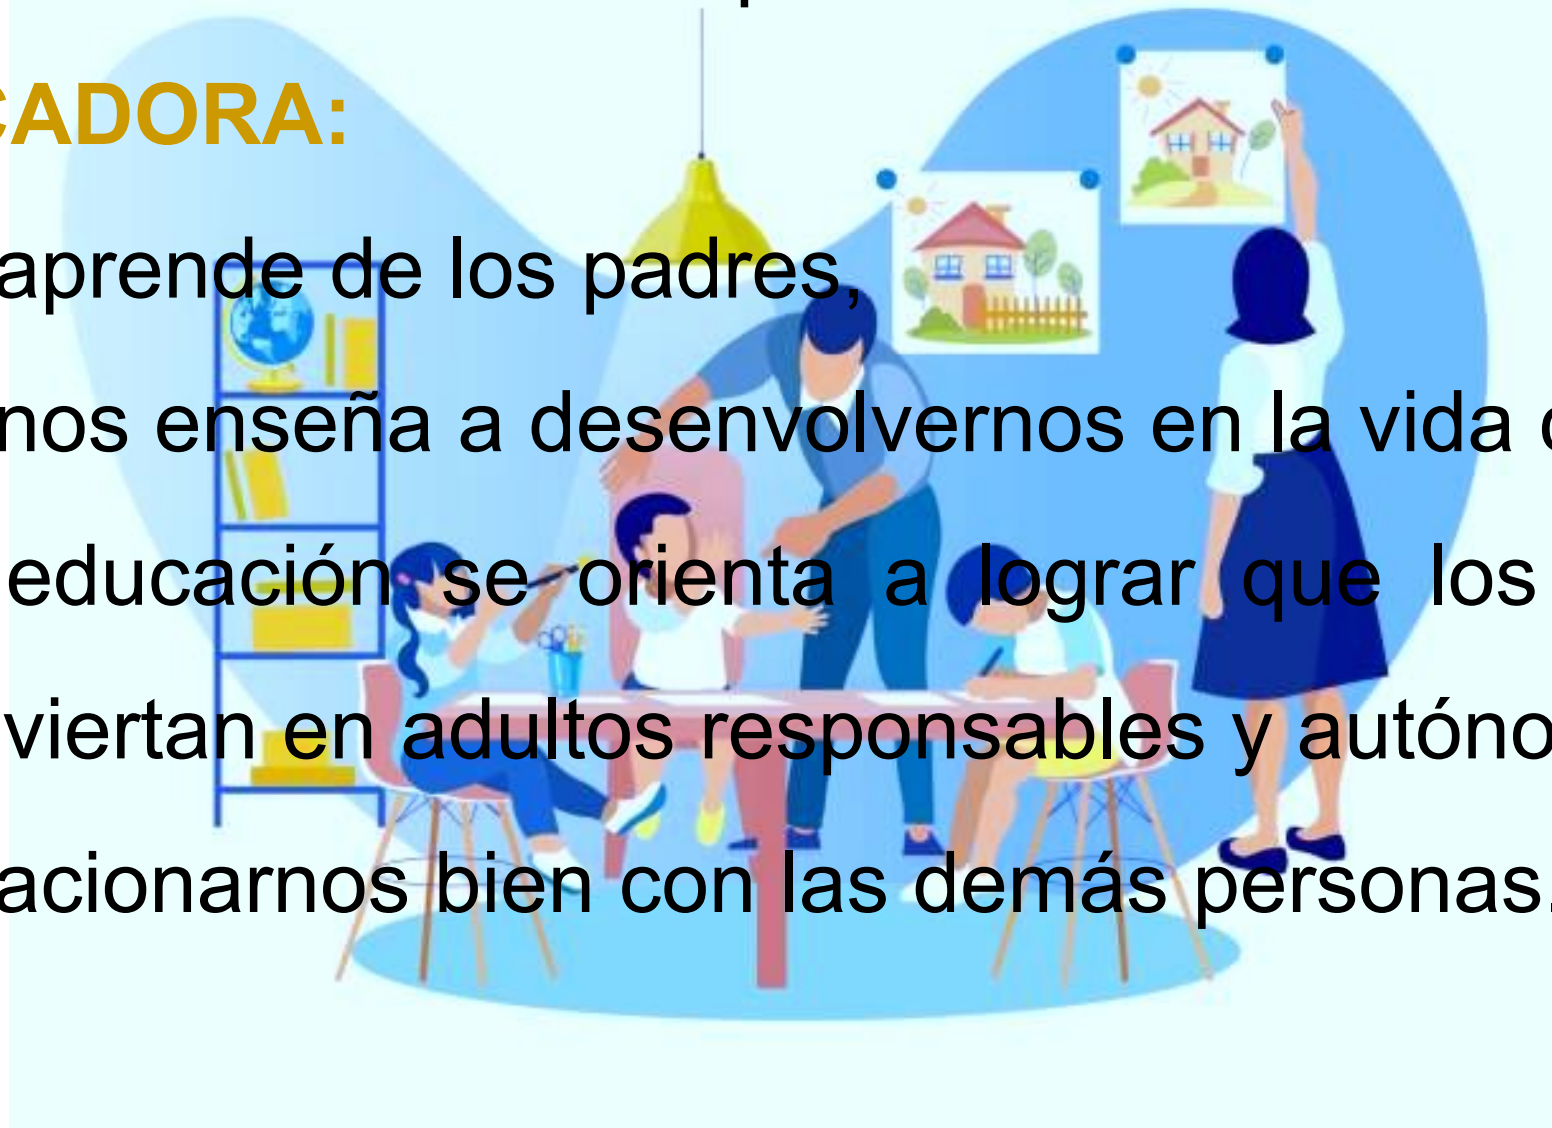 CADORA:
aprende de los padres,
nos enseña a desenvolvernos en la vida
educación se orienta a lograr que los
viertan en adultos responsables y autóno
acionarnos bien con las demás personas.